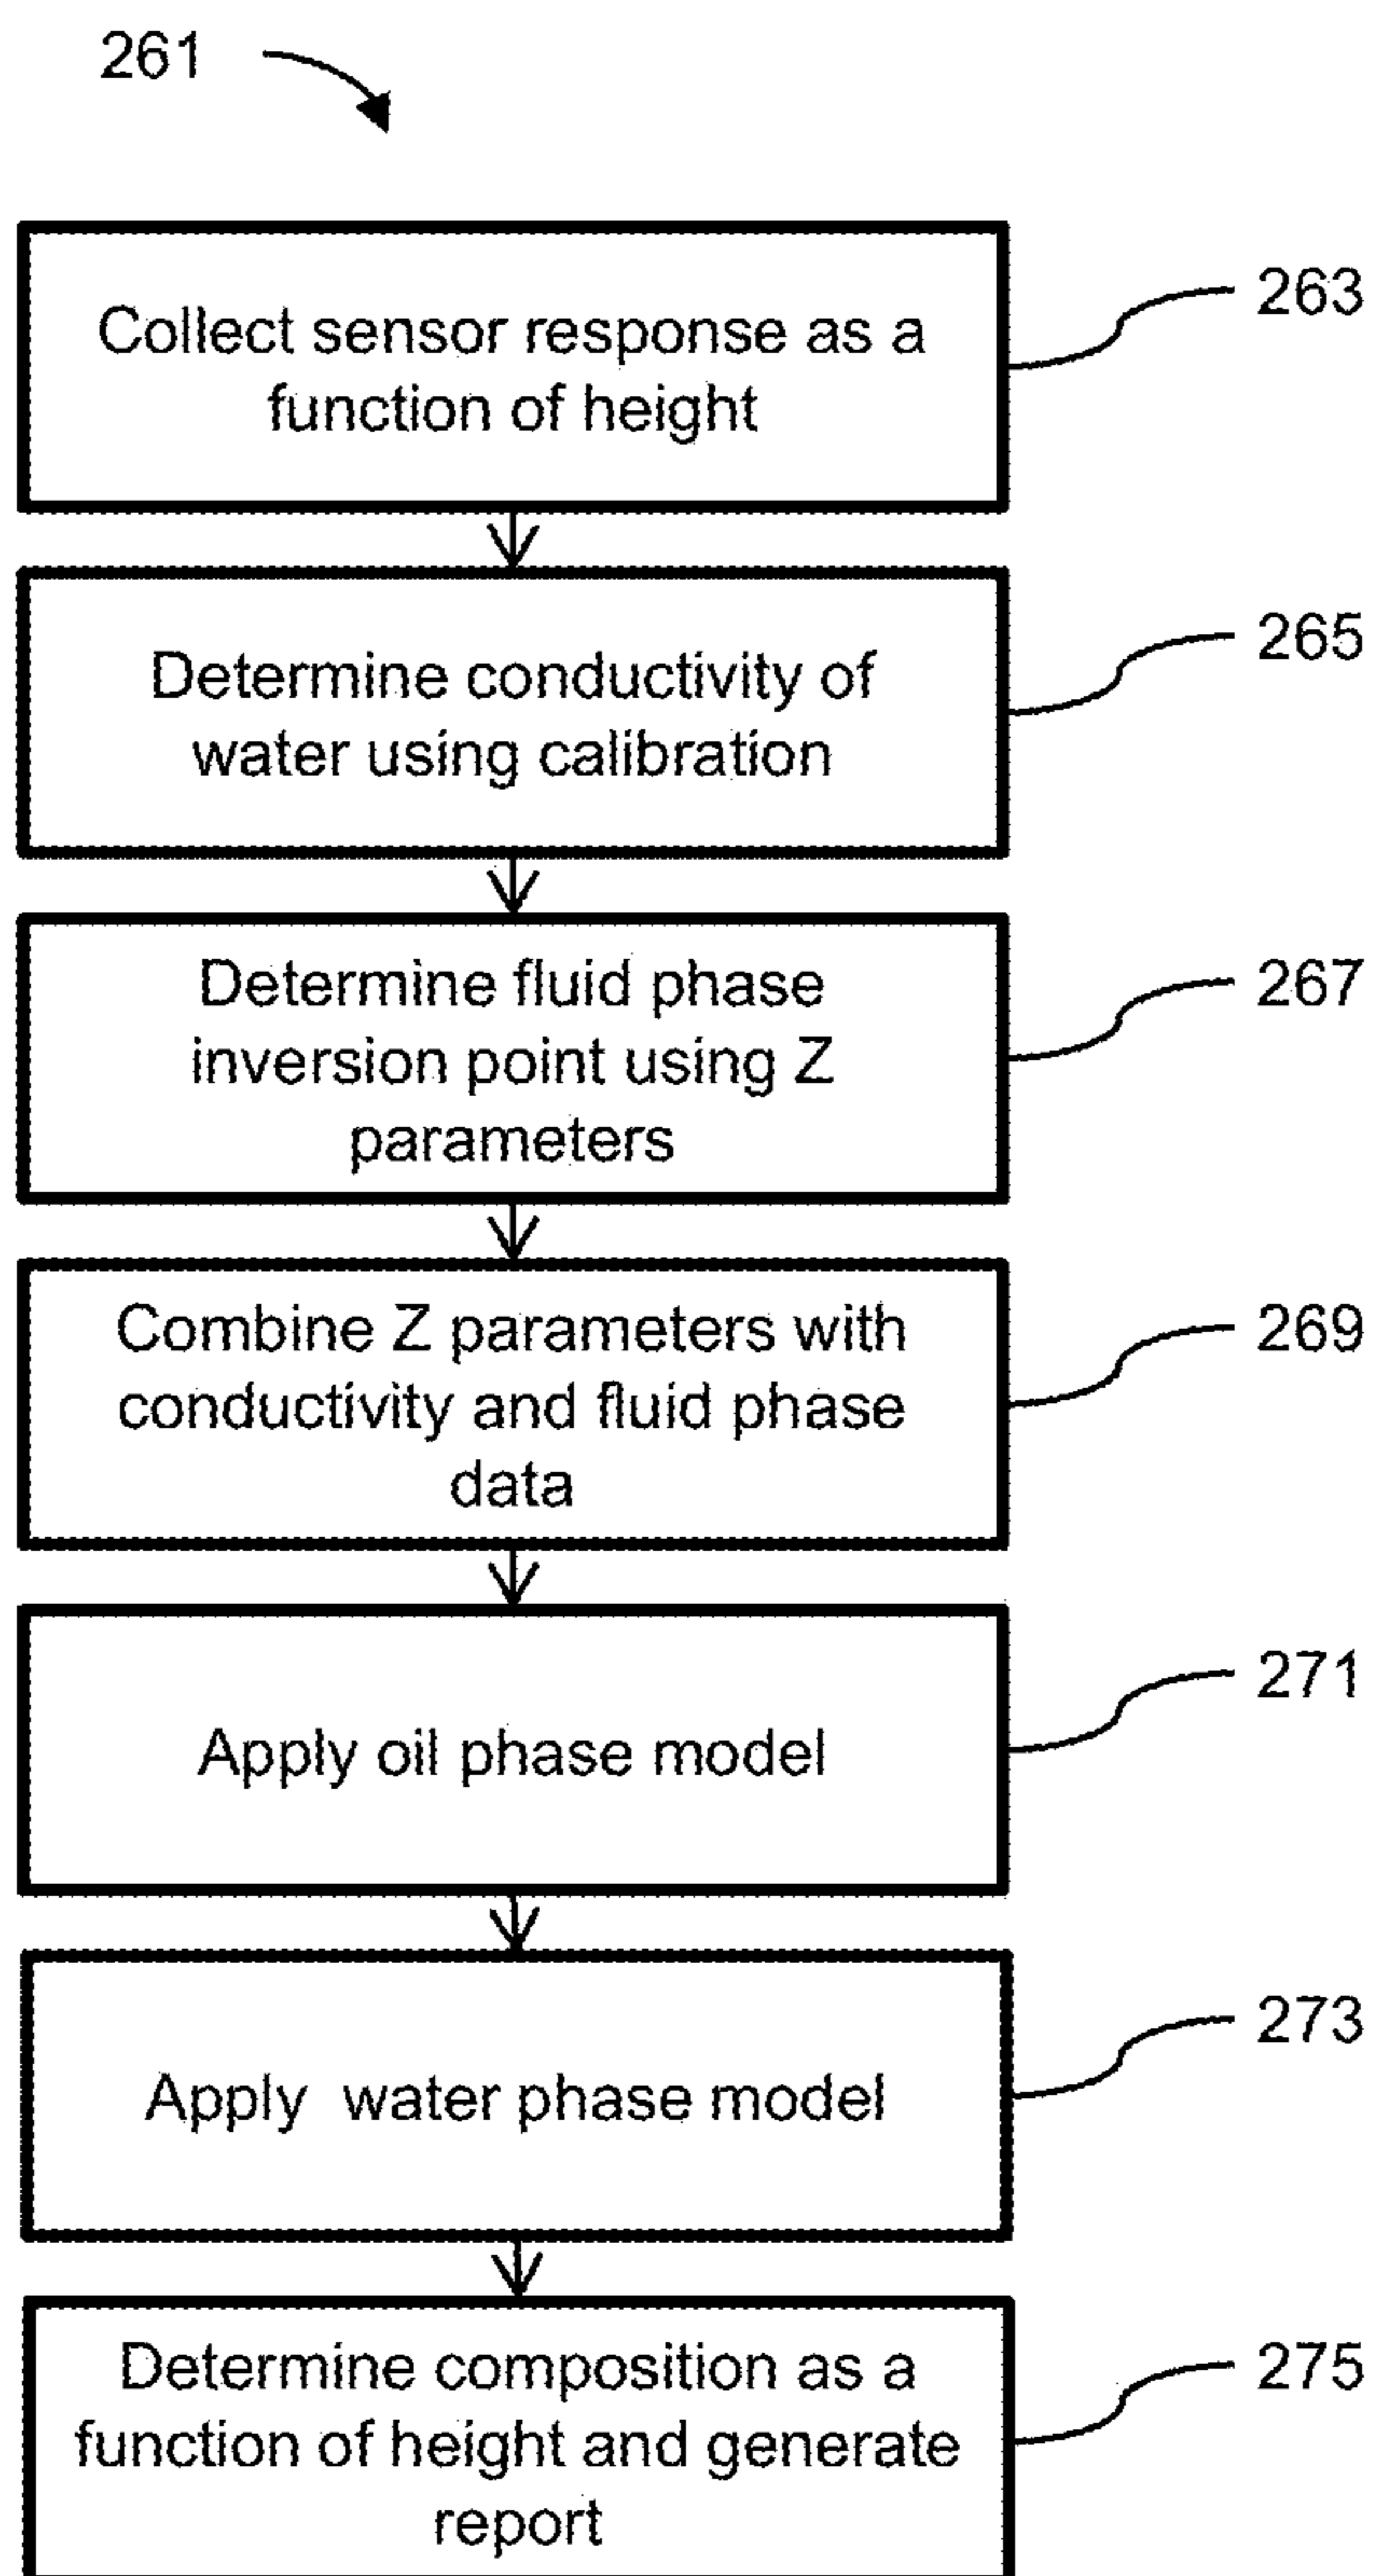 261
Collect sensor response as a
function of height
263
Determine conductivity of
water using calibration
265
Determine fluid phase
inversion point using Z
parameters
267
Combine Z parameters with
conductivity and fluid phase
data
269
Apply oil phase model
271
Apply water phase model
273
Determine composition as a
function of height and generate
report
275